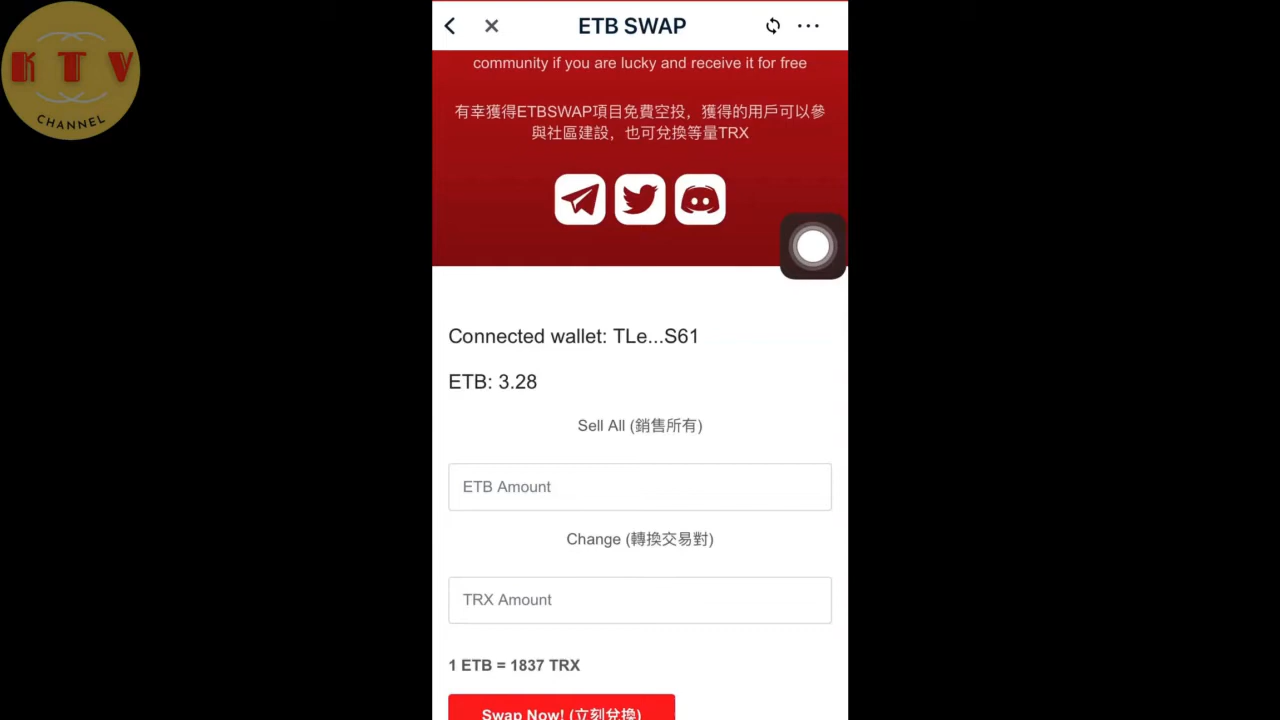 KTV
CHANNEL
ETB SWAP
community if you are lucky and receive it for free
有幸獲得ETBSWAP項目免費空投，獲得的用戶可以參
與社區建設，也可兌換等量TRX
Connected wallet: TLe...S61
ETB: 3.28
Sell All (銷售所有)
ETB Amount
Change (轉換交易對)
TRX Amount
1 ETB = 1837 TRX
Swap Now! (立刻兌換)